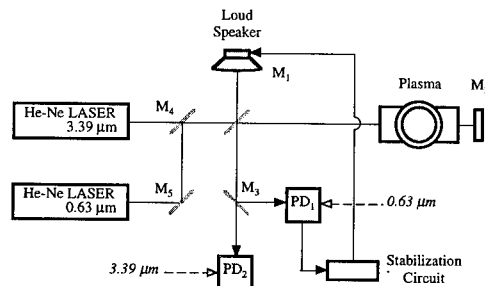 Loud
Speaker
M1
Plasma
M
M4
He-Ne LASER
3.39 µm
He-Ne LASER
0.63 µm
M5
M3
PD1
0.63 µm
3.39 µm
PD2
Stabilization
Circuit